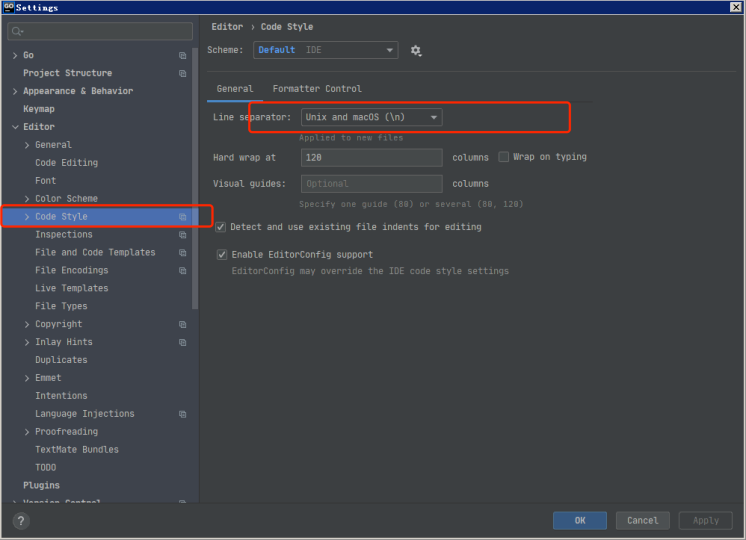 GO Settings
Editor › Code Style
Scheme: Default IDE
Go
Project Structure
Appearance & Behavior
Keymap
Editor
General
Code Editing
Font
Color Scheme
Code Style
Inspections
File and Code Templates
File Encodings
Live Templates
File Types
Copyright
Inlay Hints
Duplicates
Emmet
Intentions
Language Injections
Proofreading
TextMate Bundles
TODO
Plugins
Version Control
General Formatter Control
Line separator: Unix and macOS (\n)
Applied to new files
Hard wrap at 120 columns Wrap on typing
Visual guides: Optional columns
Specify one guide (80) or several (80, 120)
Detect and use existing file indents for editing
Enable EditorConfig support
EditorConfig may override the IDE code style settings
? OK Cancel Apply